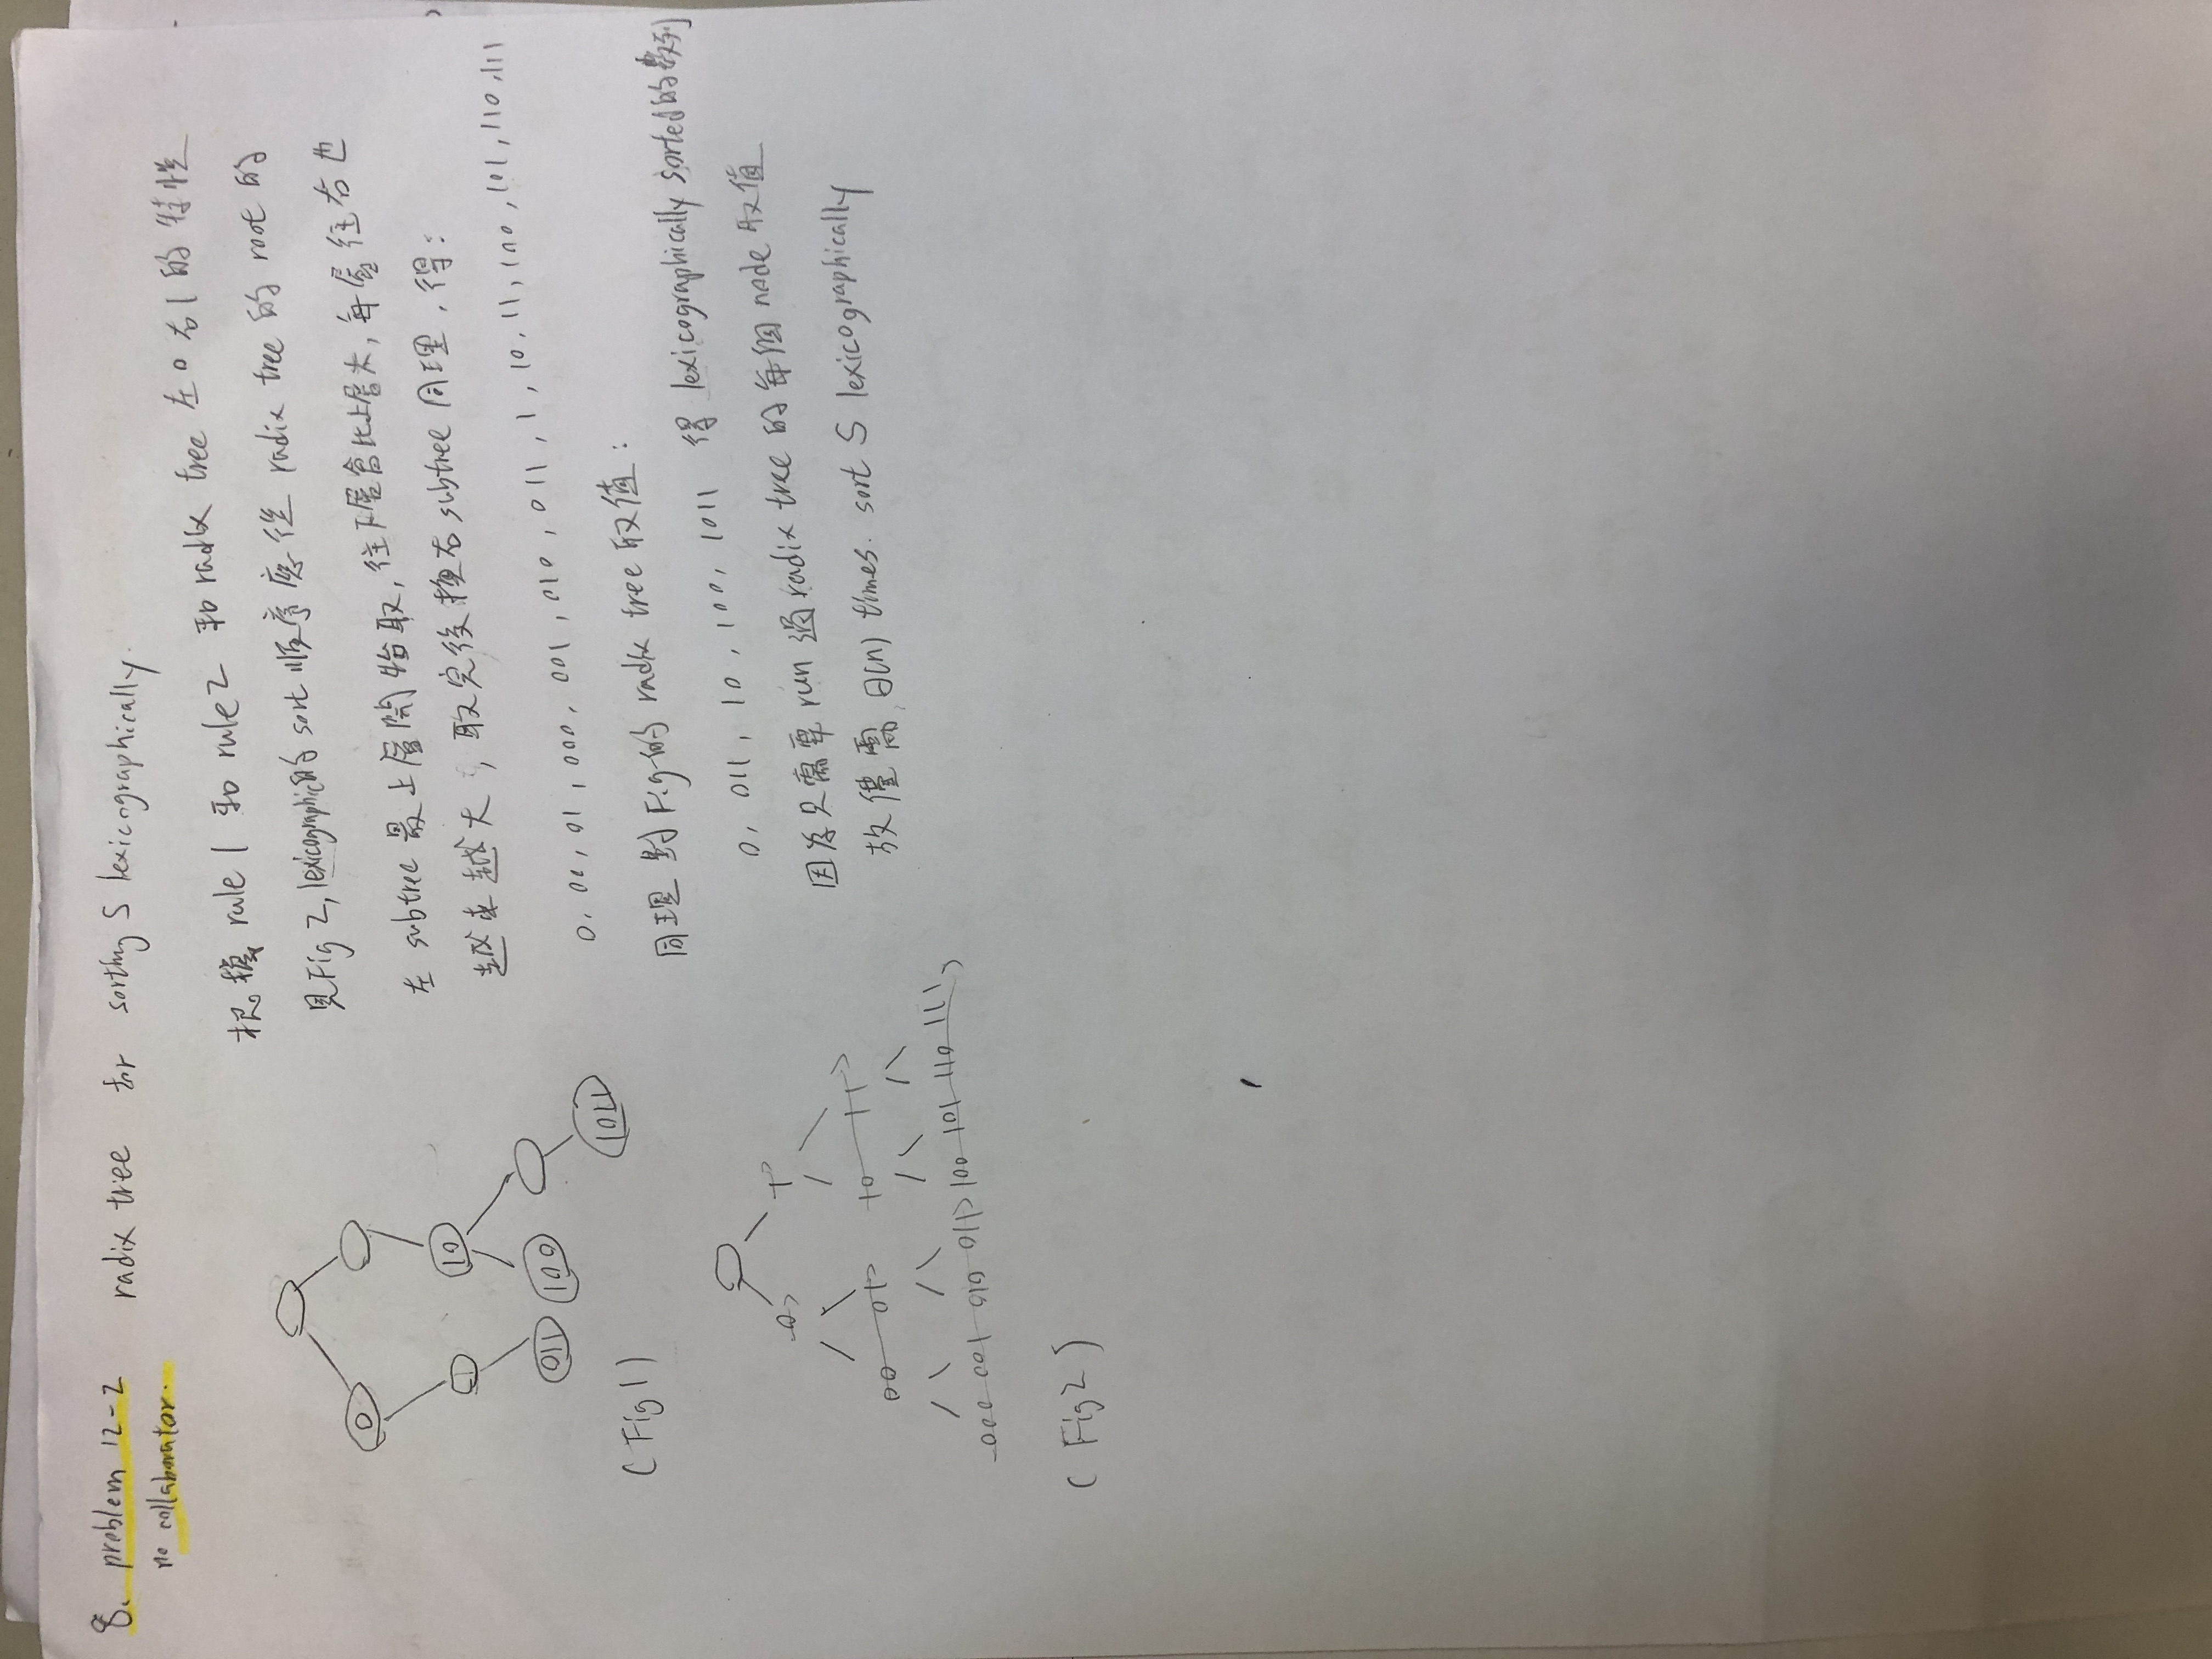 8. problem 12-2 radix tree for sorting S lexicographically.
no collaborator.
根據 rule 1 和 rule 2 和 radix tree 左0右1的特性
見Fig 2, lexicographic的 sort 順序應從 radix tree 的 root 的
左 subtree 最上層開始取, 往下層會比上層大, 每層往右也
越來越大, 取完後換右 subtree 同理, 得:
0, 00, 01, 000, 001, 010, 011, 1, 10, 11, 100, 101, 110, 111
同理對 Fig 1的 radix tree 取值:
0, 011, 10, 100, 1011 得 lexicographically sorted的數列
因為只需要 run 過 radix tree 的每個 node 取值
故僅需 θ(n) times. sort S lexicographically
0
1 10
011 100
1011
(Fig 1)
0 1
00 01 10 11
000 001 010 011 100 101 110 111
(Fig 2)